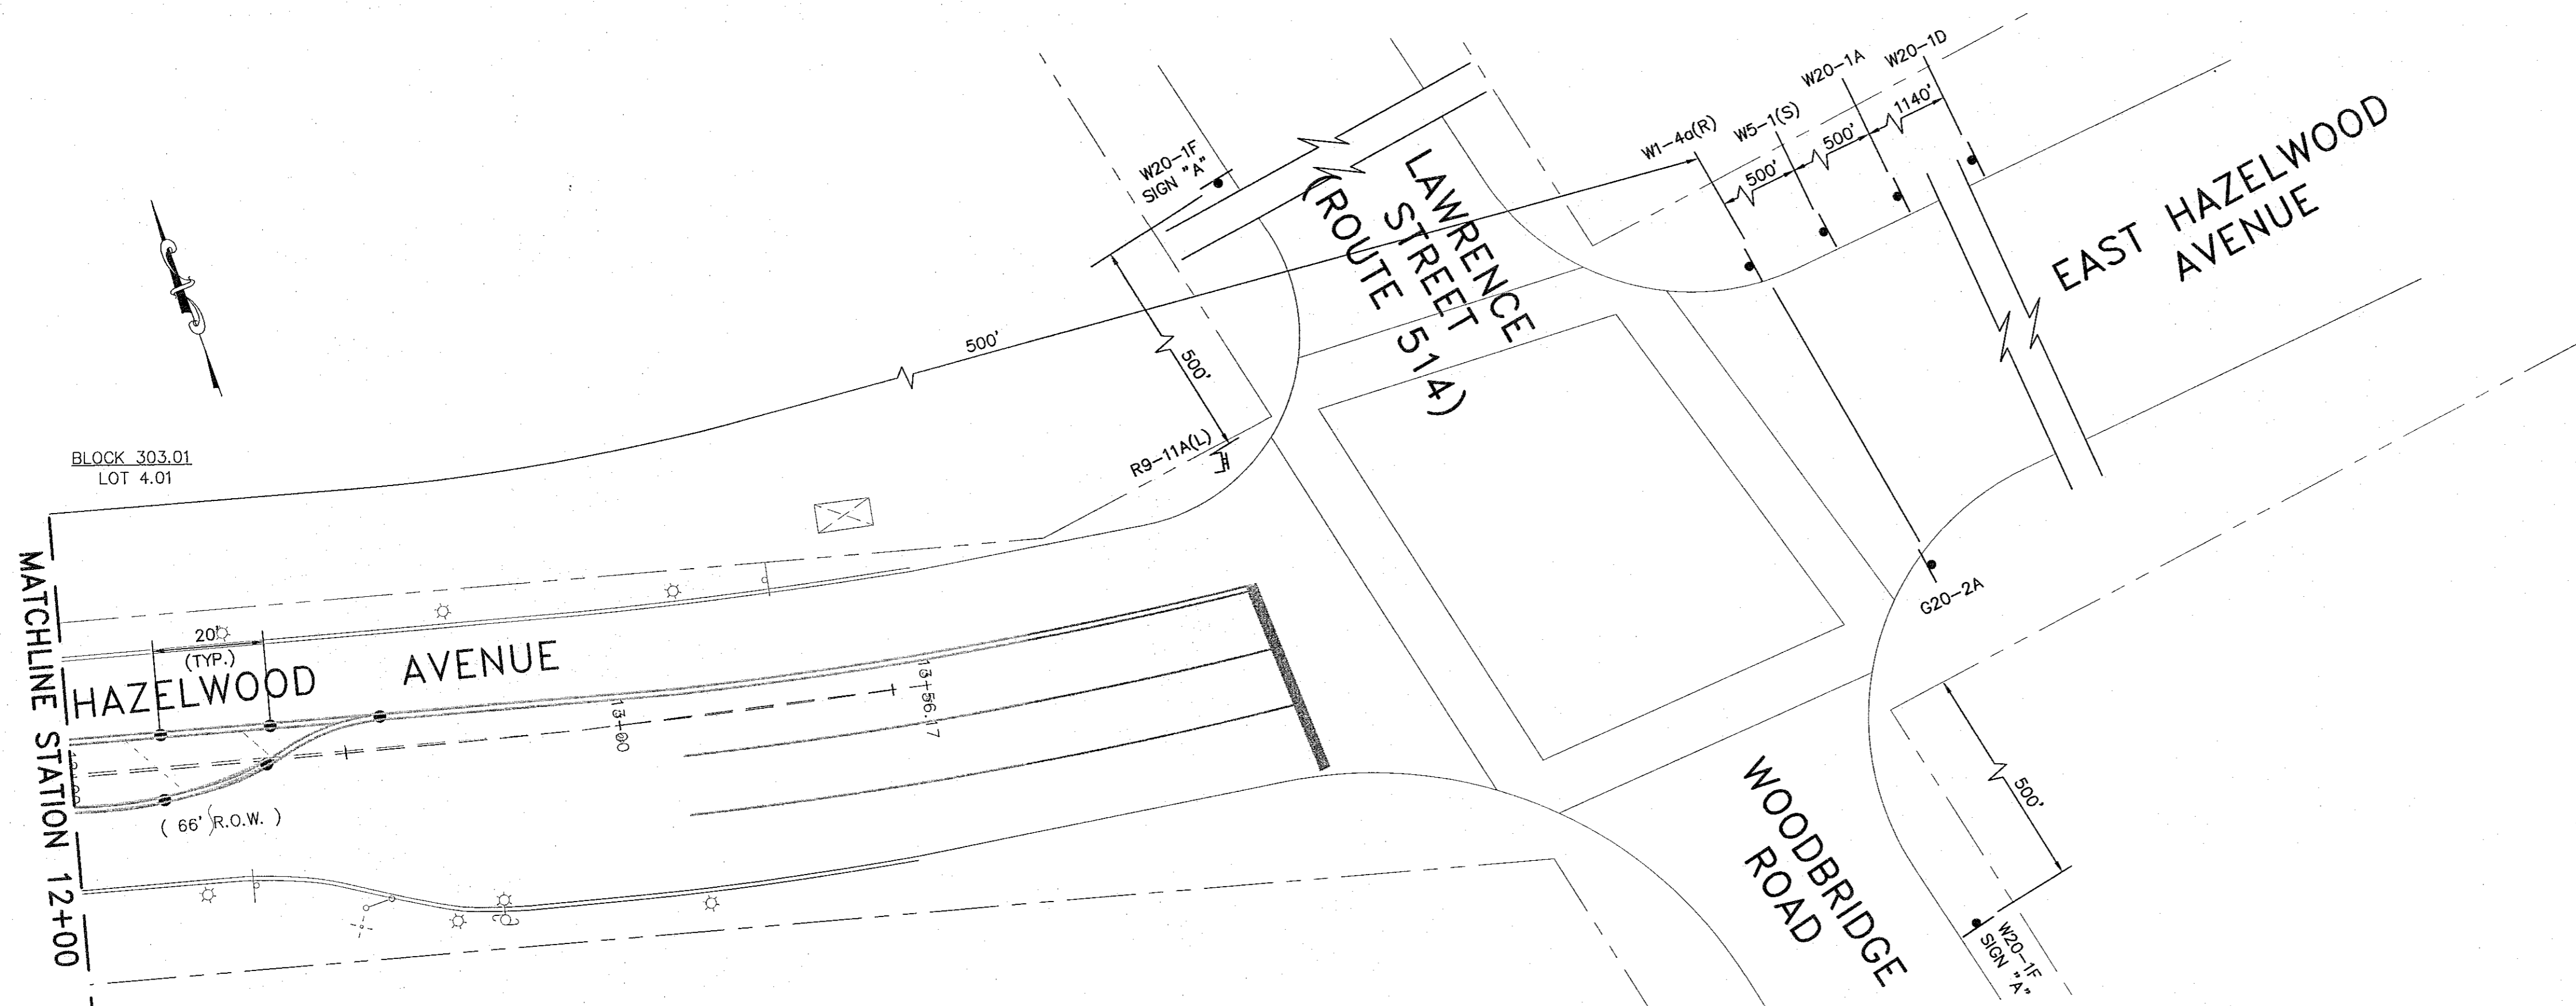 W20-1F
SIGN "A"
LAWRENCE
STREET
(ROUTE 514)
W1-4a(R)
W5-1(S)
W20-1A
W20-1D
500'
500'
1140'
EAST HAZELWOOD
AVENUE
500'
500'
R9-11A(L)
BLOCK 303.01
LOT 4.01
MATCHLINE STATION 12+00
20'
(TYP.)
HAZELWOOD AVENUE
13+00
13+56.17
( 66' R.O.W. )
G20-2A
WOODBRIDGE
ROAD
500'
W20-1F
SIGN "A"